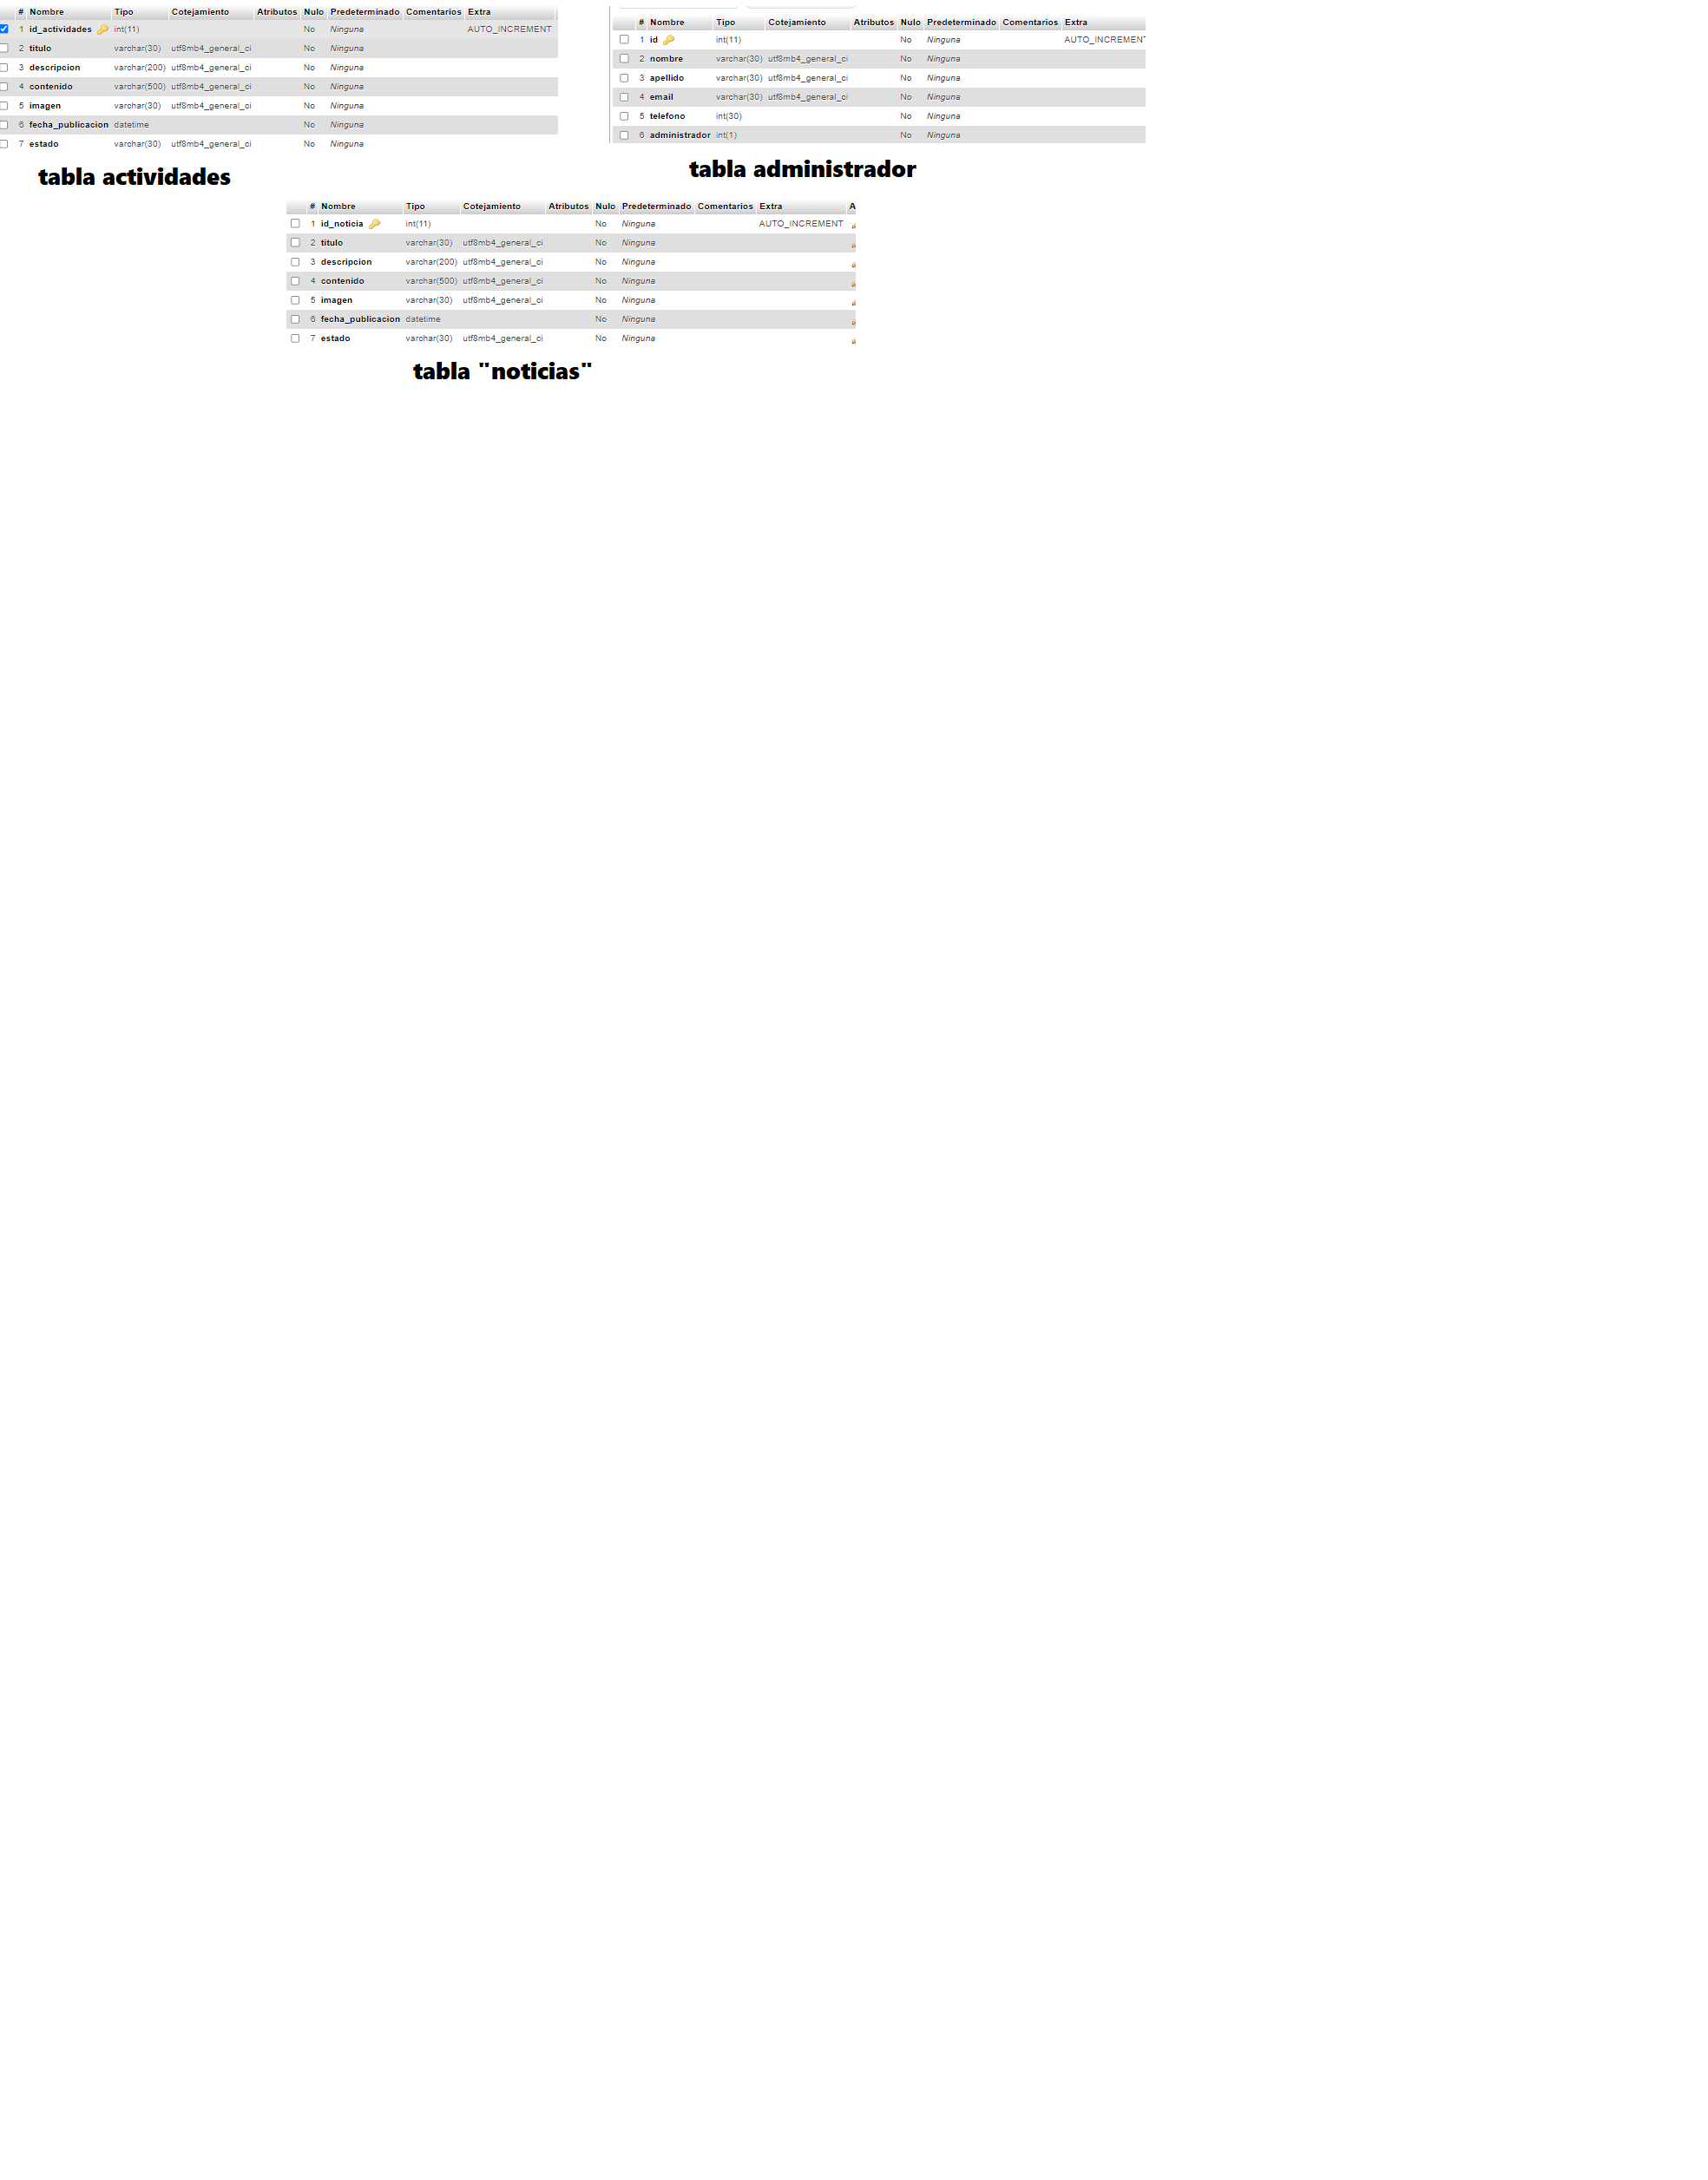 # Nombre Tipo Cotejamiento Atributos Nulo Predeterminado Comentarios Extra
1 id_actividades int(11) No Ninguna AUTO_INCREMENT
2 titulo varchar(30) utf8mb4_general_ci No Ninguna
3 descripcion varchar(200) utf8mb4_general_ci No Ninguna
4 contenido varchar(500) utf8mb4_general_ci No Ninguna
5 imagen varchar(30) utf8mb4_general_ci No Ninguna
6 fecha_publicacion datetime No Ninguna
7 estado varchar(30) utf8mb4_general_ci No Ninguna
tabla actividades
# Nombre Tipo Cotejamiento Atributos Nulo Predeterminado Comentarios Extra
1 id int(11) No Ninguna AUTO_INCREMENT
2 nombre varchar(30) utf8mb4_general_ci No Ninguna
3 apellido varchar(30) utf8mb4_general_ci No Ninguna
4 email varchar(30) utf8mb4_general_ci No Ninguna
5 telefono int(30) No Ninguna
6 administrador int(1) No Ninguna
tabla administrador
# Nombre Tipo Cotejamiento Atributos Nulo Predeterminado Comentarios Extra A
1 id_noticia int(11) No Ninguna AUTO_INCREMENT
2 titulo varchar(30) utf8mb4_general_ci No Ninguna
3 descripcion varchar(200) utf8mb4_general_ci No Ninguna
4 contenido varchar(500) utf8mb4_general_ci No Ninguna
5 imagen varchar(30) utf8mb4_general_ci No Ninguna
6 fecha_publicacion datetime No Ninguna
7 estado varchar(30) utf8mb4_general_ci No Ninguna
tabla "noticias"